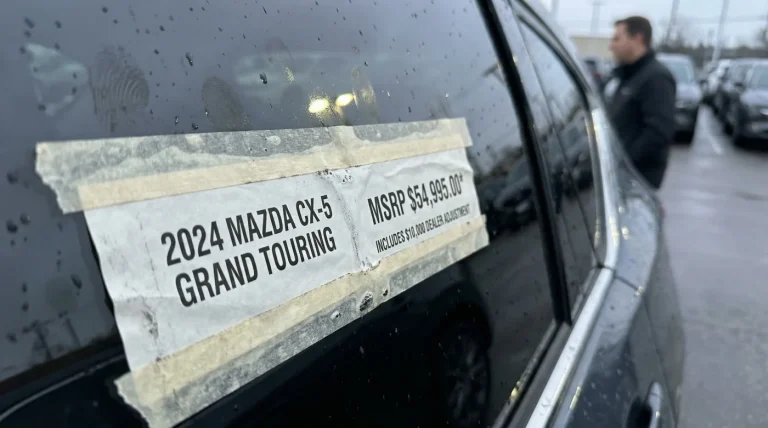 2024 MAZDA CX-5
GRAND TOURING
MSRP $54,995.00*
INCLUDES $10,000 DEALER ADJUSTMENT